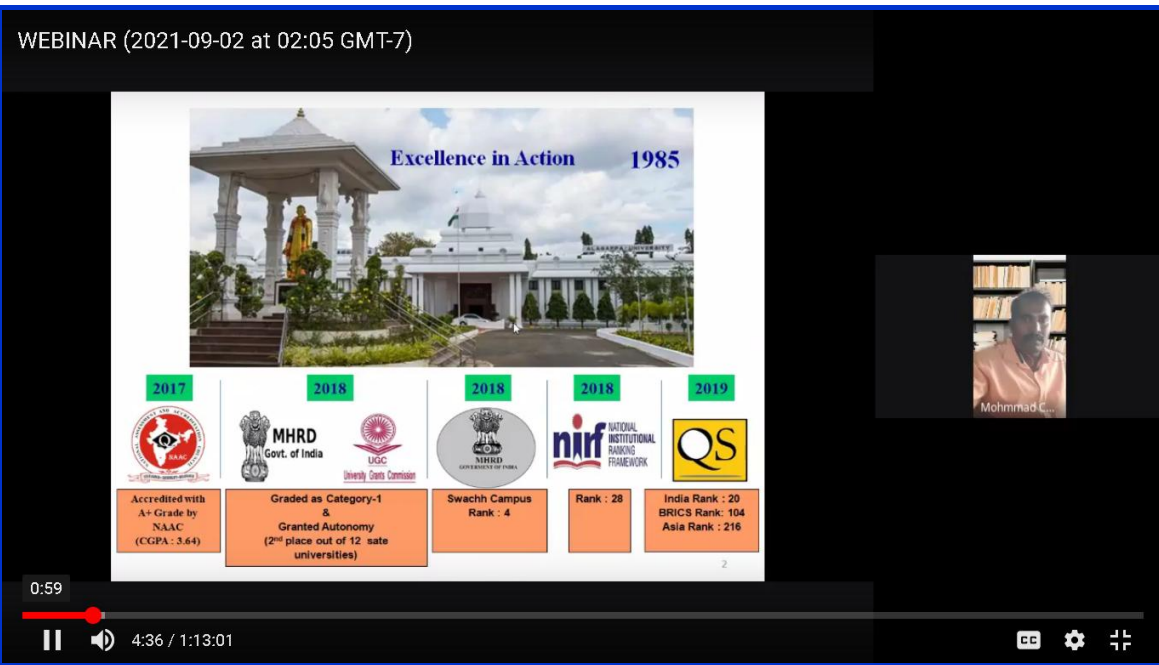 WEBINAR (2021-09-02 at 02:05 GMT-7)
Excellence in Action 1985
ALAGAPPA UNIVERSITY
2017
2018
2018
2018
2019
NAAC
MHRD
Govt. of India
UGC
University Grants Commission
MHRD
GOVERNMENT OF INDIA
nirf
NATIONAL
INSTITUTIONAL
RANKING
FRAMEWORK
QS
Accredited with
A+ Grade by
NAAC
(CGPA : 3.64)
Graded as Category-1
&
Granted Autonomy
(2nd place out of 12 sate
universities)
Swachh Campus
Rank : 4
Rank : 28
India Rank : 20
BRICS Rank: 104
Asia Rank : 216
2
Mohmmad C...
0:59
4:36 / 1:13:01
CC